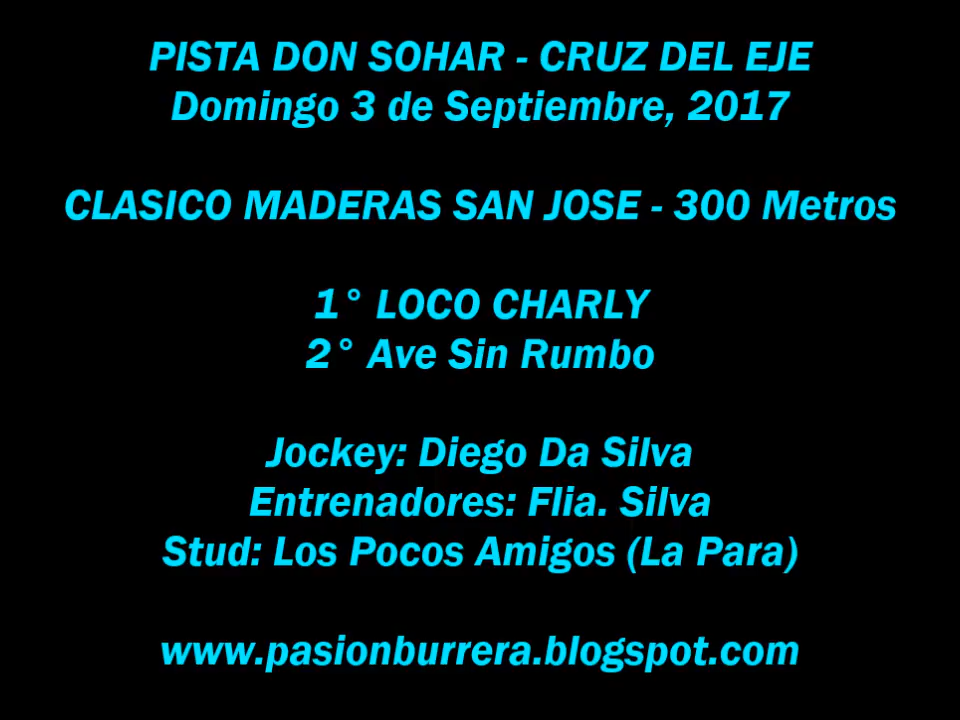 PISTA DON SOHAR - CRUZ DEL EJE
Domingo 3 de Septiembre, 2017
CLASICO MADERAS SAN JOSE - 300 Metros
1° LOCO CHARLY
2° Ave Sin Rumbo
Jockey: Diego Da Silva
Entrenadores: Flia. Silva
Stud: Los Pocos Amigos (La Para)
www.pasionburrera.blogspot.com